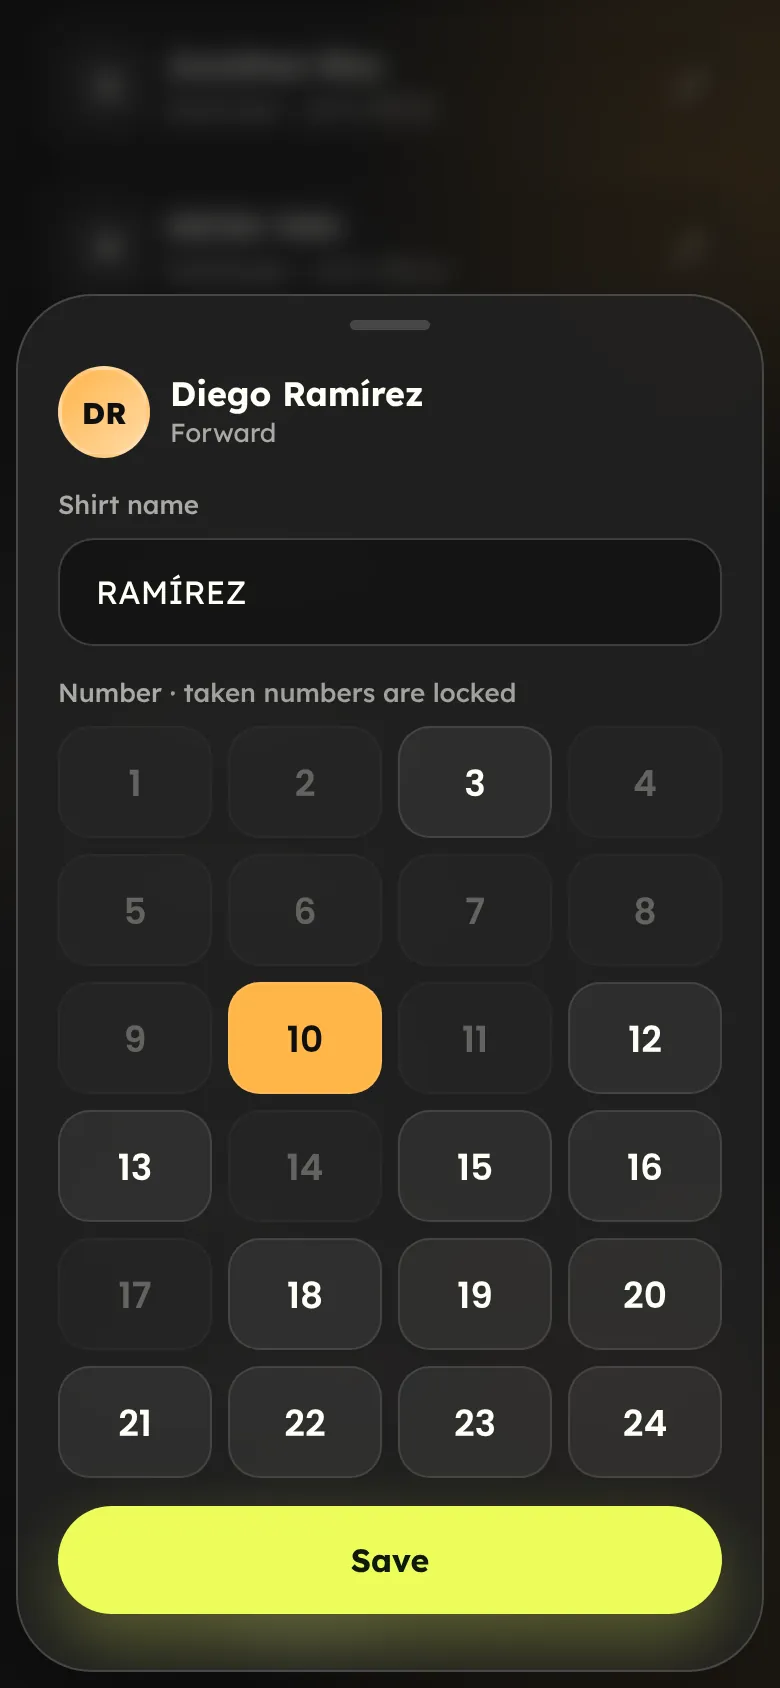 DR
Diego Ramírez
Forward
Shirt name
RAMÍREZ
Number · taken numbers are locked
1 2 3 4
5 6 7 8
9 10 11 12
13 14 15 16
17 18 19 20
21 22 23 24
Save